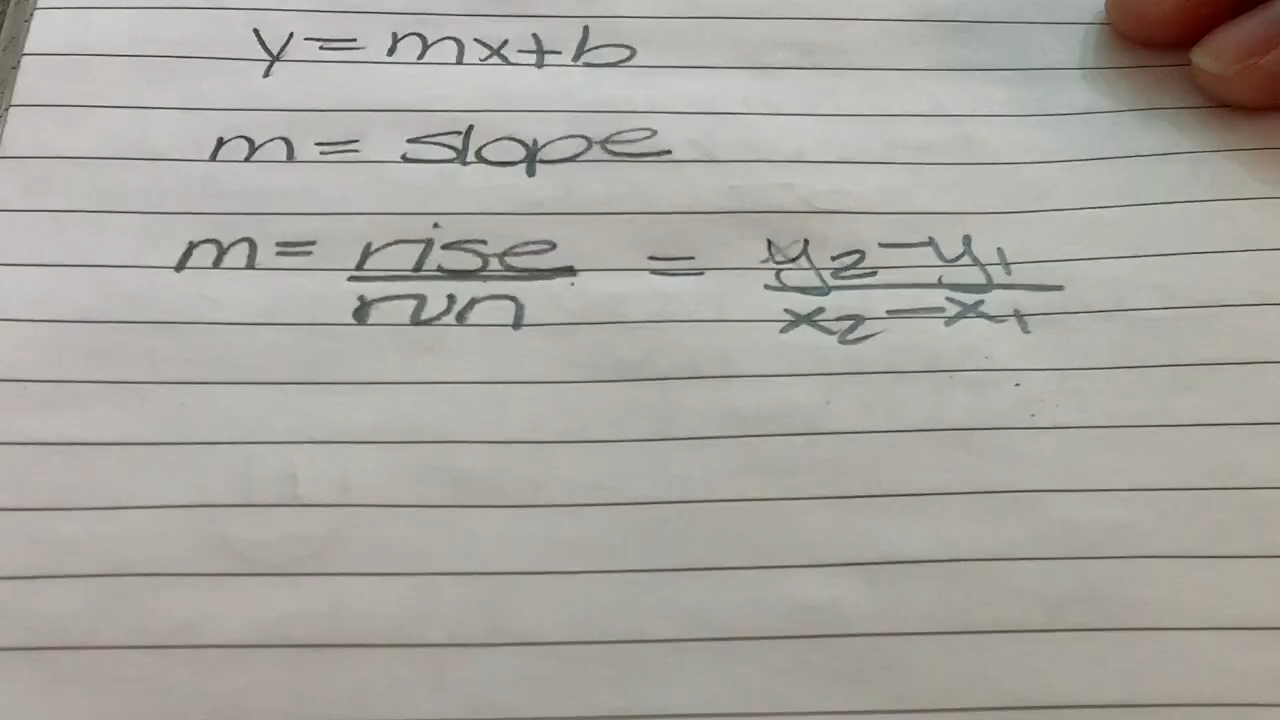 y = mx + b
m = slope
m = rise/run = y₂ - y₁/x₂ - x₁